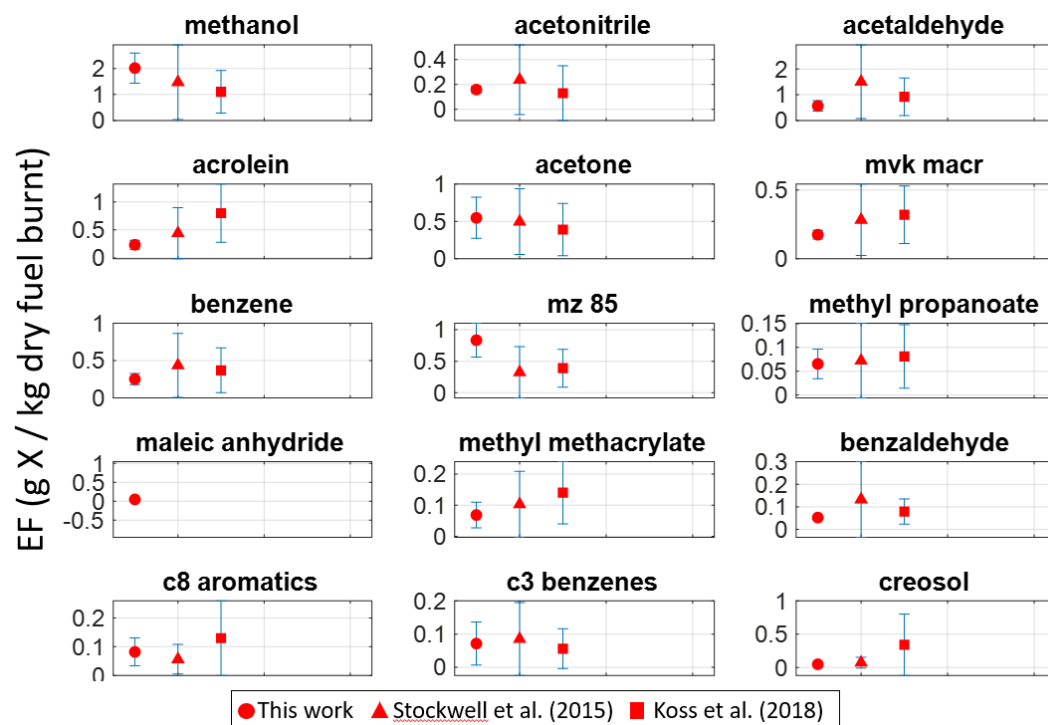 methanol
acetonitrile
acetaldehyde
2
1
0
0.4
0.2
0
2
1
0
acrolein
acetone
mvk macr
1
0.5
0
1
0.5
0
0.5
0
benzene
mz 85
methyl propanoate
1
0.5
0
1
0.5
0
0.15
0.1
0.05
0
maleic anhydride
methyl methacrylate
benzaldehyde
1
0.5
0
-0.5
0.2
0.1
0
0.3
0.2
0.1
0
c8 aromatics
c3 benzenes
creosol
0.2
0.1
0
0.2
0.1
0
1
0.5
0
EF (g X / kg dry fuel burnt)
This work Stockwell et al. (2015) Koss et al. (2018)